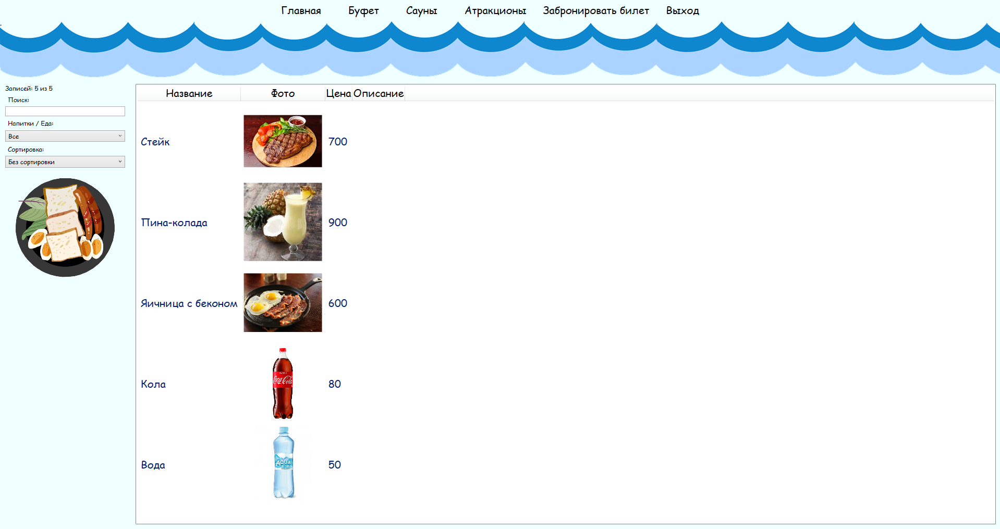 Главная Буфет Сауны Атракционы Забронировать билет Выход
Записей: 5 из 5
Поиск:
Напитки / Еда:
Все
Сортировка:
Без сортировки
Название Фото Цена Описание
Стейк 700
Пина-колада 900
Яичница с беконом 600
Coca-Cola
Кола 80
AQUA
Вода 50